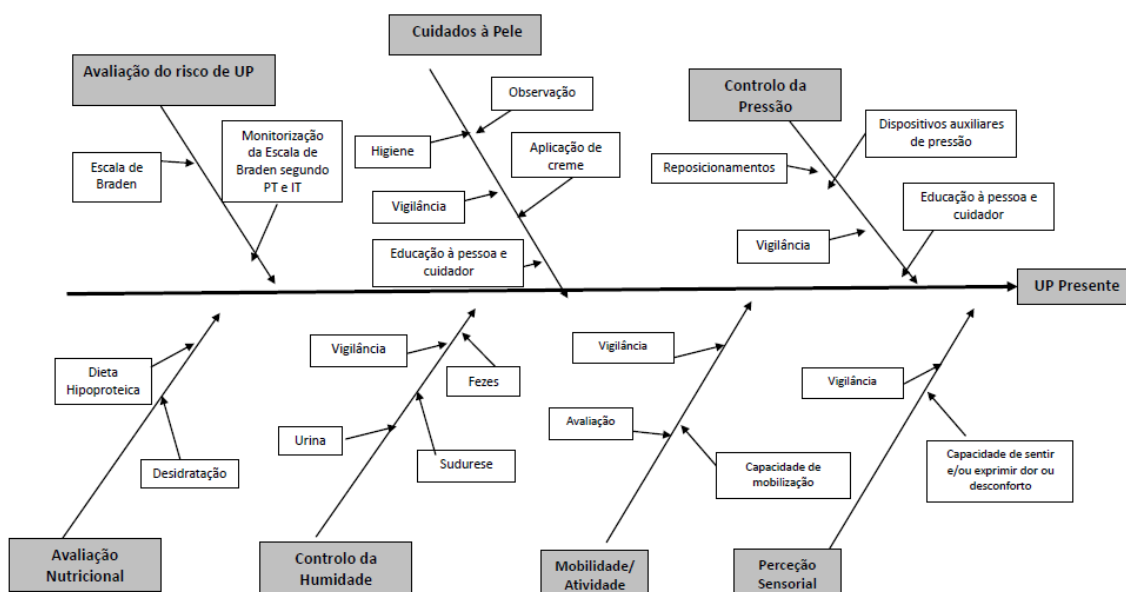 Cuidados à Pele
Avaliação do risco de UP
Controlo da
Pressão
Observação
Higiene
Monitorização
da Escala de
Braden segundo
PT e IT
Escala de
Braden
Aplicação de
creme
Dispositivos auxiliares
de pressão
Reposicionamentos
Vigilância
Educação à pessoa e
cuidador
Vigilância
Educação à pessoa e
cuidador
UP Presente
Vigilância
Fezes
Dieta
Hipoproteica
Vigilância
Vigilância
Urina
Avaliação
Desidratação
Sudurese
Capacidade de
mobilização
Capacidade de sentir
e/ou exprimir dor ou
desconforto
Avaliação
Nutricional
Controlo da
Humidade
Mobilidade/
Atividade
Perceção
Sensorial